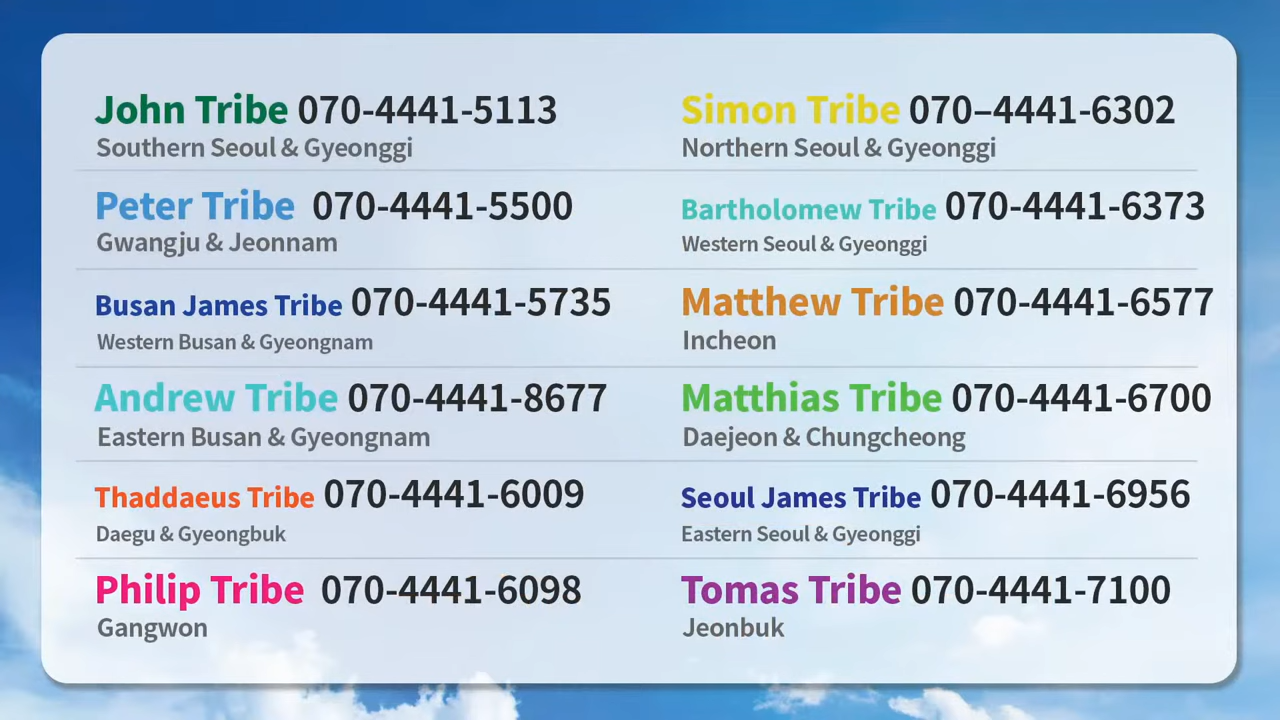 John Tribe 070-4441-5113
Southern Seoul & Gyeonggi
Peter Tribe 070-4441-5500
Gwangju & Jeonnam
Busan James Tribe 070-4441-5735
Western Busan & Gyeongnam
Andrew Tribe 070-4441-8677
Eastern Busan & Gyeongnam
Thaddaeus Tribe 070-4441-6009
Daegu & Gyeongbuk
Philip Tribe 070-4441-6098
Gangwon
Simon Tribe 070–4441-6302
Northern Seoul & Gyeonggi
Bartholomew Tribe 070-4441-6373
Western Seoul & Gyeonggi
Matthew Tribe 070-4441-6577
Incheon
Matthias Tribe 070-4441-6700
Daejeon & Chungcheong
Seoul James Tribe 070-4441-6956
Eastern Seoul & Gyeonggi
Tomas Tribe 070-4441-7100
Jeonbuk